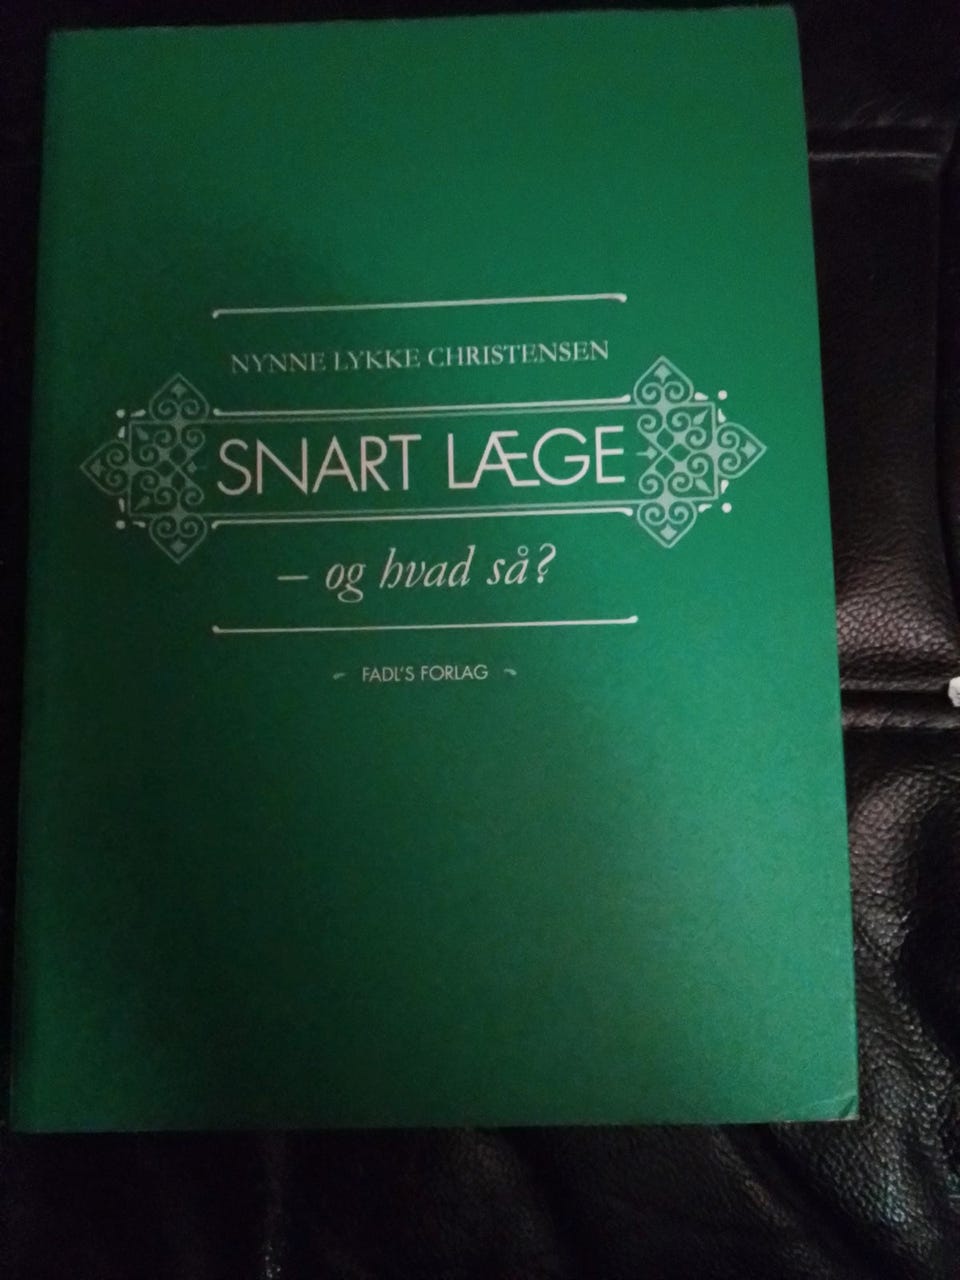 NYNNE LYKKE CHRISTENSEN
SNART LÆGE
– og hvad så?
FADL'S FORLAG